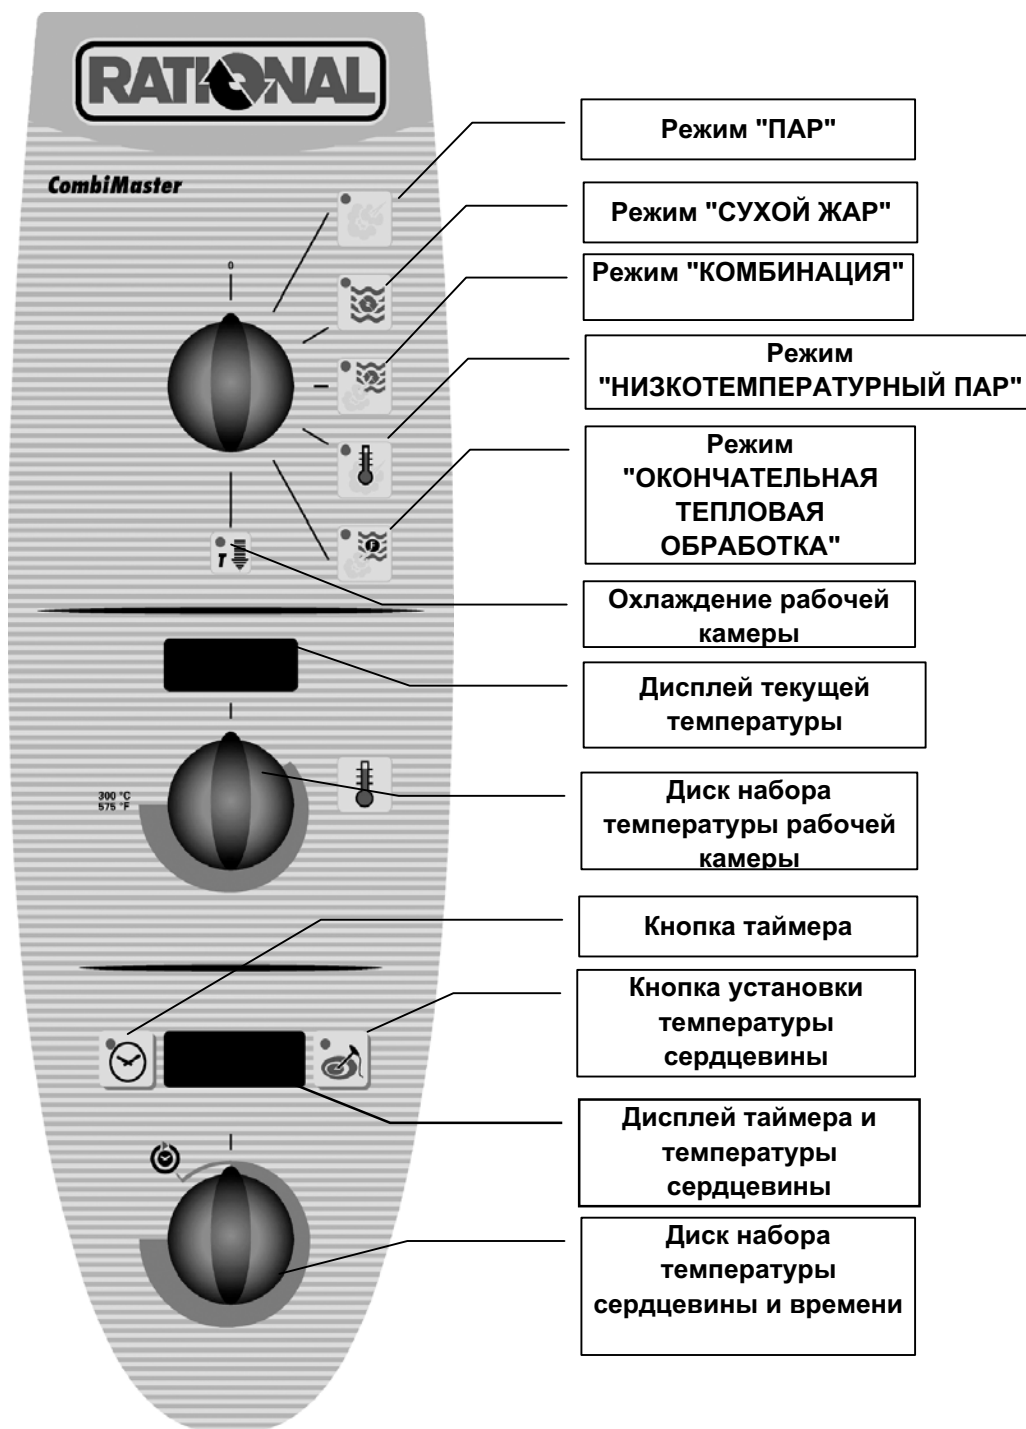 RATIONAL
CombiMaster
0
T
F
300 °C
575 °F
Режим "ПАР"
Режим "СУХОЙ ЖАР"
Режим "КОМБИНАЦИЯ"
Режим
"НИЗКОТЕМПЕРАТУРНЫЙ ПАР"
Режим
"ОКОНЧАТЕЛЬНАЯ
ТЕПЛОВАЯ
ОБРАБОТКА"
Охлаждение рабочей
камеры
Дисплей текущей
температуры
Диск набора
температуры рабочей
камеры
Кнопка таймера
Кнопка установки
температуры
сердцевины
Дисплей таймера и
температуры
сердцевины
Диск набора
температуры
сердцевины и времени